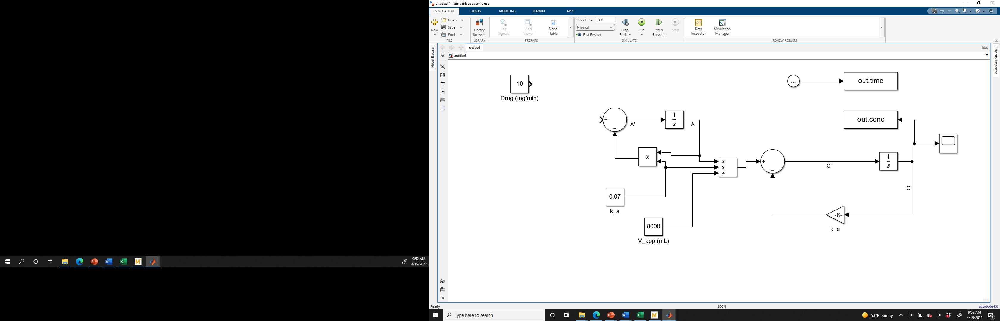 untitled * - Simulink academic use
SIMULATION DEBUG MODELING FORMAT APPS
New
Open
Save
Print
FILE
Library Browser
LIBRARY
Log Signals
Add Viewer
Signal Table
PREPARE
Stop Time 500
Normal
Fast Restart
Step Back
Run
Step Forward
Stop
SIMULATE
Data Inspector
Simulation Manager
REVIEW RESULTS
Model Browser
untitled
untitled
Property Inspector
10
Drug (mg/min)
...
out.time
+
−
A'
1
s
A
out.conc
x
x
x
÷
+
−
C'
1
s
C
0.07
k_a
8000
V_app (mL)
-K-
k_e
Ready 200% auto(ode45)
9:52 AM
4/19/2022
Type here to search
53°F Sunny
9:52 AM
4/19/2022
1